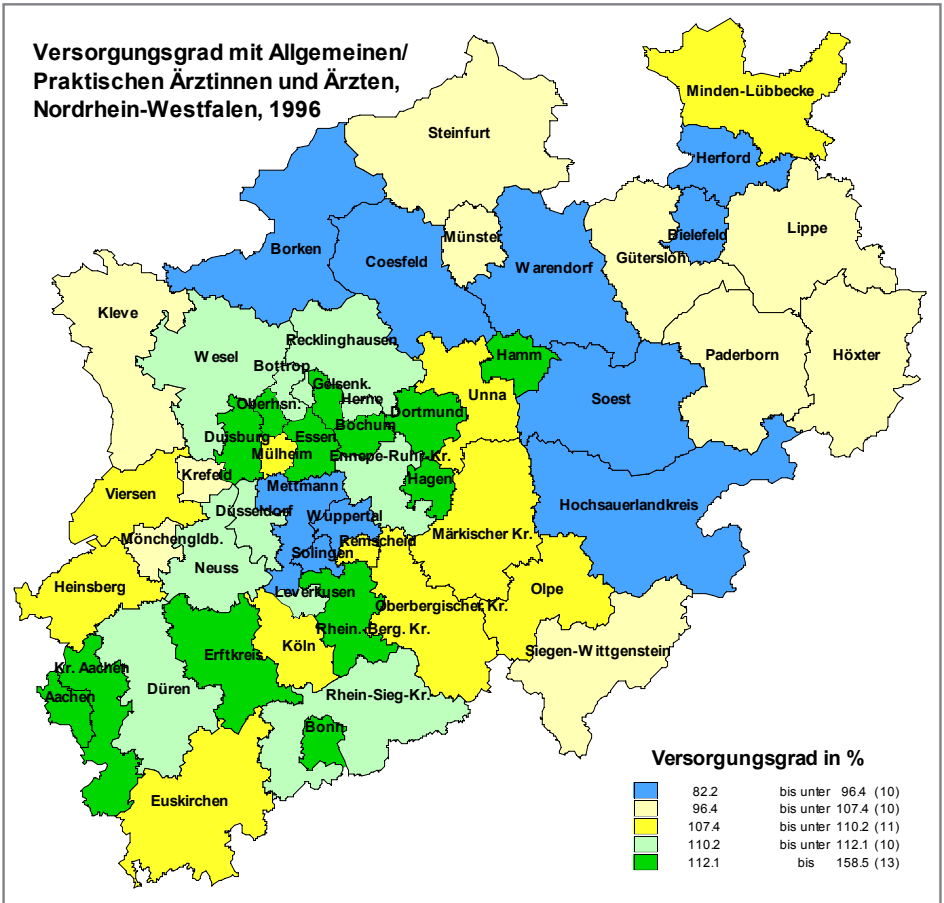 Versorgungsgrad mit Allgemeinen/
Praktischen Ärztinnen und Ärzten,
Nordrhein-Westfalen, 1996
Minden-Lübbecke
Steinfurt
Herford
Lippe
Bielefeld
Münster
Borken
Coesfeld
Warendorf
Gütersloh
Kleve
Recklinghausen
Wesel
Hamm
Paderborn
Höxter
Bottrop
Gelsenk.
Unna
Soest
Oberhsn.
Herne
Dortmund
Duisburg
Essen
Bochum
Mülheim
Ennepe-Ruhr-Kr.
Krefeld
Hagen
Mettmann
Viersen
Hochsauerlandkreis
Düsseldorf
Wuppertal
Mönchengldb.
Remscheid
Märkischer Kr.
Solingen
Neuss
Heinsberg
Leverkusen
Olpe
Oberbergischer Kr.
Rhein.-Berg. Kr.
Köln
Erftkreis
Siegen-Wittgenstein
Kr. Aachen
Düren
Rhein-Sieg-Kr.
Aachen
Bonn
Euskirchen
Versorgungsgrad in %
82.2 bis unter 96.4 (10)
96.4 bis unter 107.4 (10)
107.4 bis unter 110.2 (11)
110.2 bis unter 112.1 (10)
112.1 bis 158.5 (13)